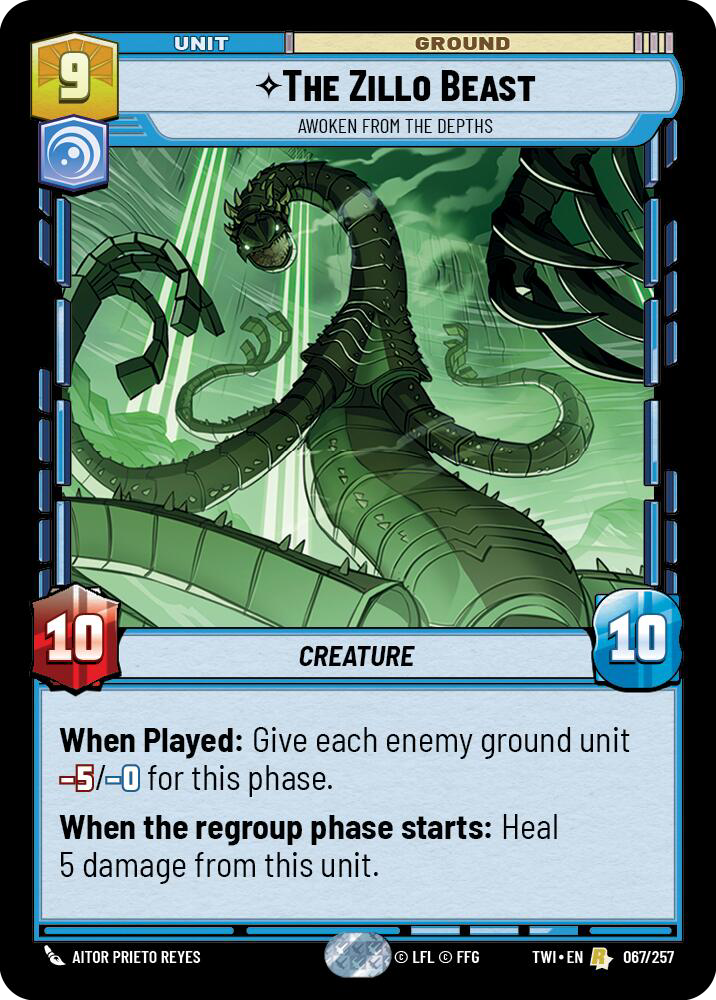 UNIT
GROUND
9
✧THE ZILLO BEAST
AWOKEN FROM THE DEPTHS
10
CREATURE
10
When Played: Give each enemy ground unit
-5/-0 for this phase.
When the regroup phase starts: Heal
5 damage from this unit.
AITOR PRIETO REYES
© LFL © FFG
TWI • EN
R
067/257